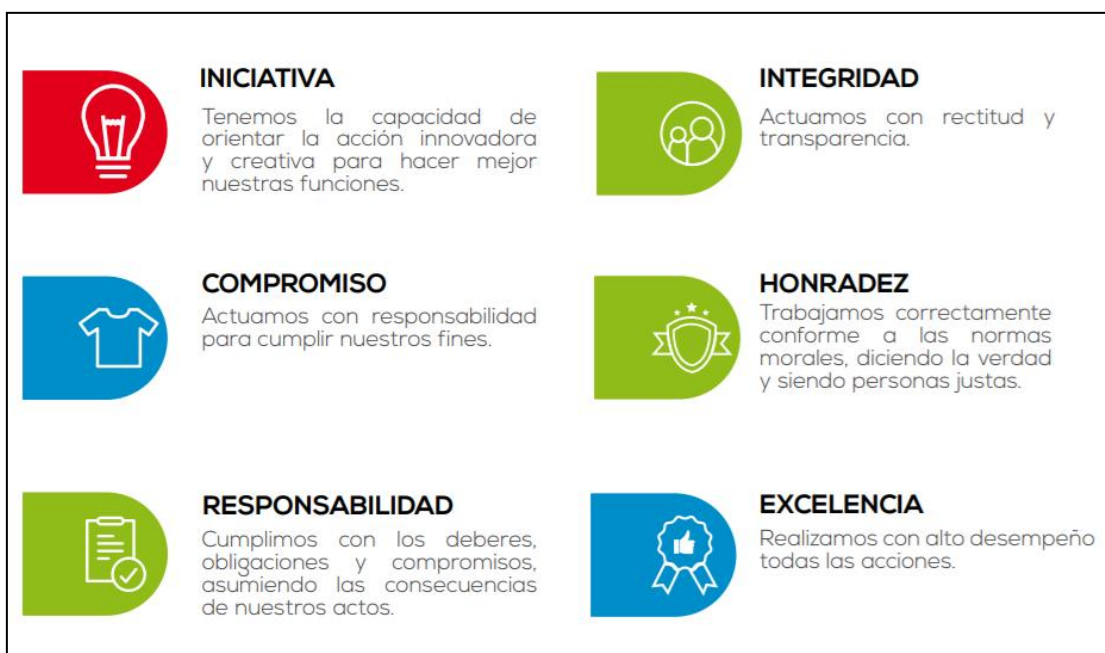 INICIATIVA
Tenemos la capacidad de
orientar la acción innovadora
y creativa para hacer mejor
nuestras funciones.
INTEGRIDAD
Actuamos con rectitud y
transparencia.
COMPROMISO
Actuamos con responsabilidad
para cumplir nuestros fines.
HONRADEZ
Trabajamos correctamente
conforme a las normas
morales, diciendo la verdad
y siendo personas justas.
RESPONSABILIDAD
Cumplimos con los deberes,
obligaciones y compromisos,
asumiendo las consecuencias
de nuestros actos.
EXCELENCIA
Realizamos con alto desempeño
todas las acciones.